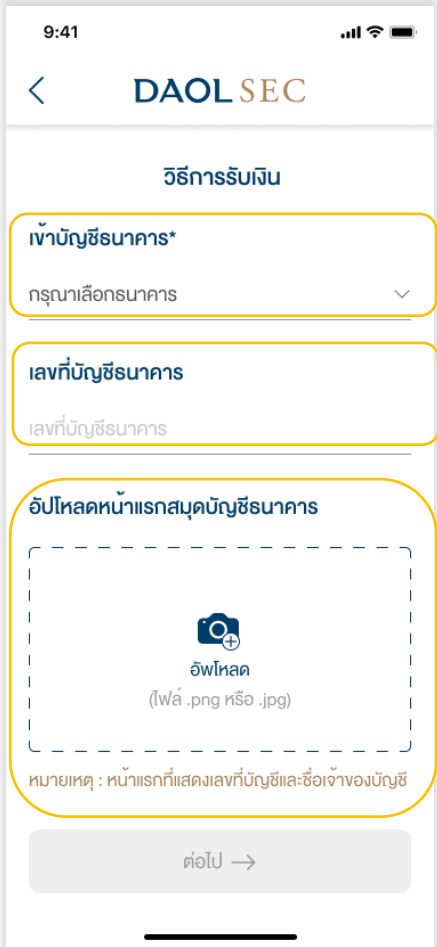 9:41
DAOL SEC
วิธีการรับเงิน
เข้าบัญชีธนาคาร*
กรุณาเลือกธนาคาร
เลขที่บัญชีธนาคาร
เลขที่บัญชีธนาคาร
อัปโหลดหน้าแรกสมุดบัญชีธนาคาร
อัพโหลด
(ไฟล์ .png หรือ .jpg)
หมายเหตุ : หน้าแรกที่แสดงเลขที่บัญชีและชื่อเจ้าของบัญชี
ต่อไป →